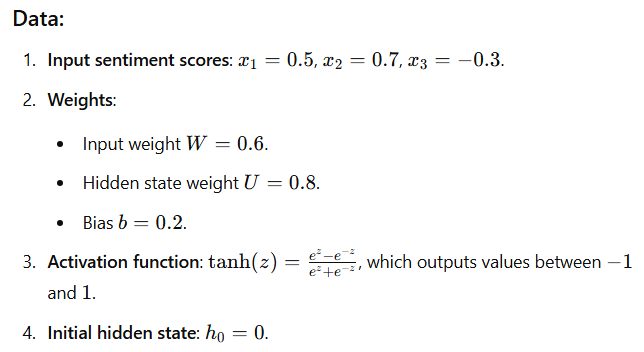 Data:
1. Input sentiment scores: x₁ = 0.5, x₂ = 0.7, x₃ = −0.3.
2. Weights:
• Input weight W = 0.6.
• Hidden state weight U = 0.8.
• Bias b = 0.2.
3. Activation function: tanh(z) = (e^z − e^−z)/(e^z + e^−z), which outputs values between −1
and 1.
4. Initial hidden state: h₀ = 0.